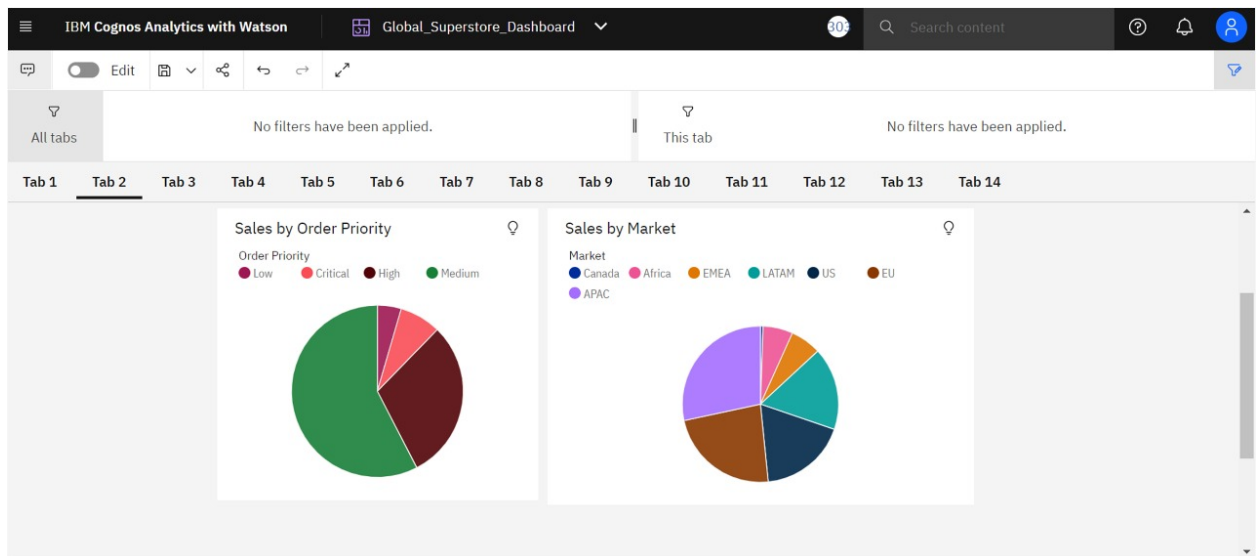 IBM Cognos Analytics with Watson Global_Superstore_Dashboard 303 Search content
Edit
All tabs
No filters have been applied.
This tab
No filters have been applied.
Tab 1 Tab 2 Tab 3 Tab 4 Tab 5 Tab 6 Tab 7 Tab 8 Tab 9 Tab 10 Tab 11 Tab 12 Tab 13 Tab 14
Sales by Order Priority
Order Priority
Low Critical High Medium
Sales by Market
Market
Canada Africa EMEA LATAM US EU
APAC